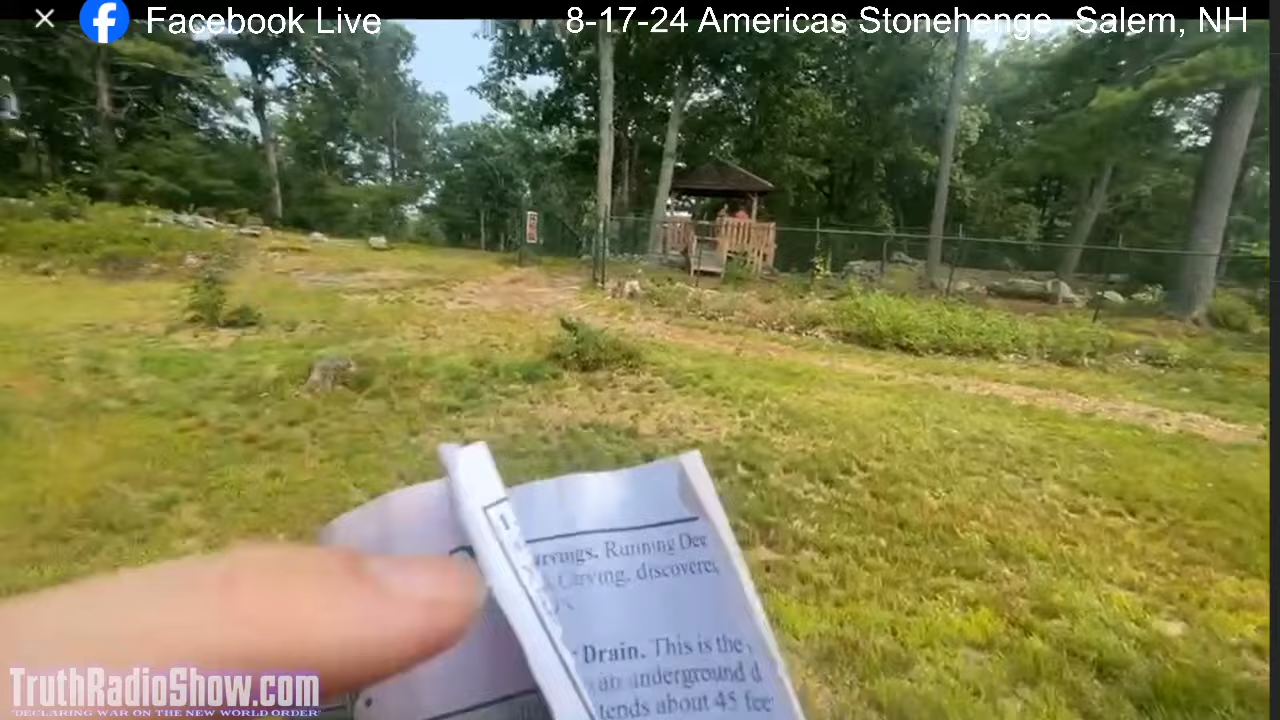 Facebook Live
8-17-24 Americas Stonehenge Salem, NH
Running Dee
Carving, discovere
Drain. This is the
an underground d
tends about 45 fee
TruthRadioShow.com
"DECLARING WAR ON THE NEW WORLD ORDER"